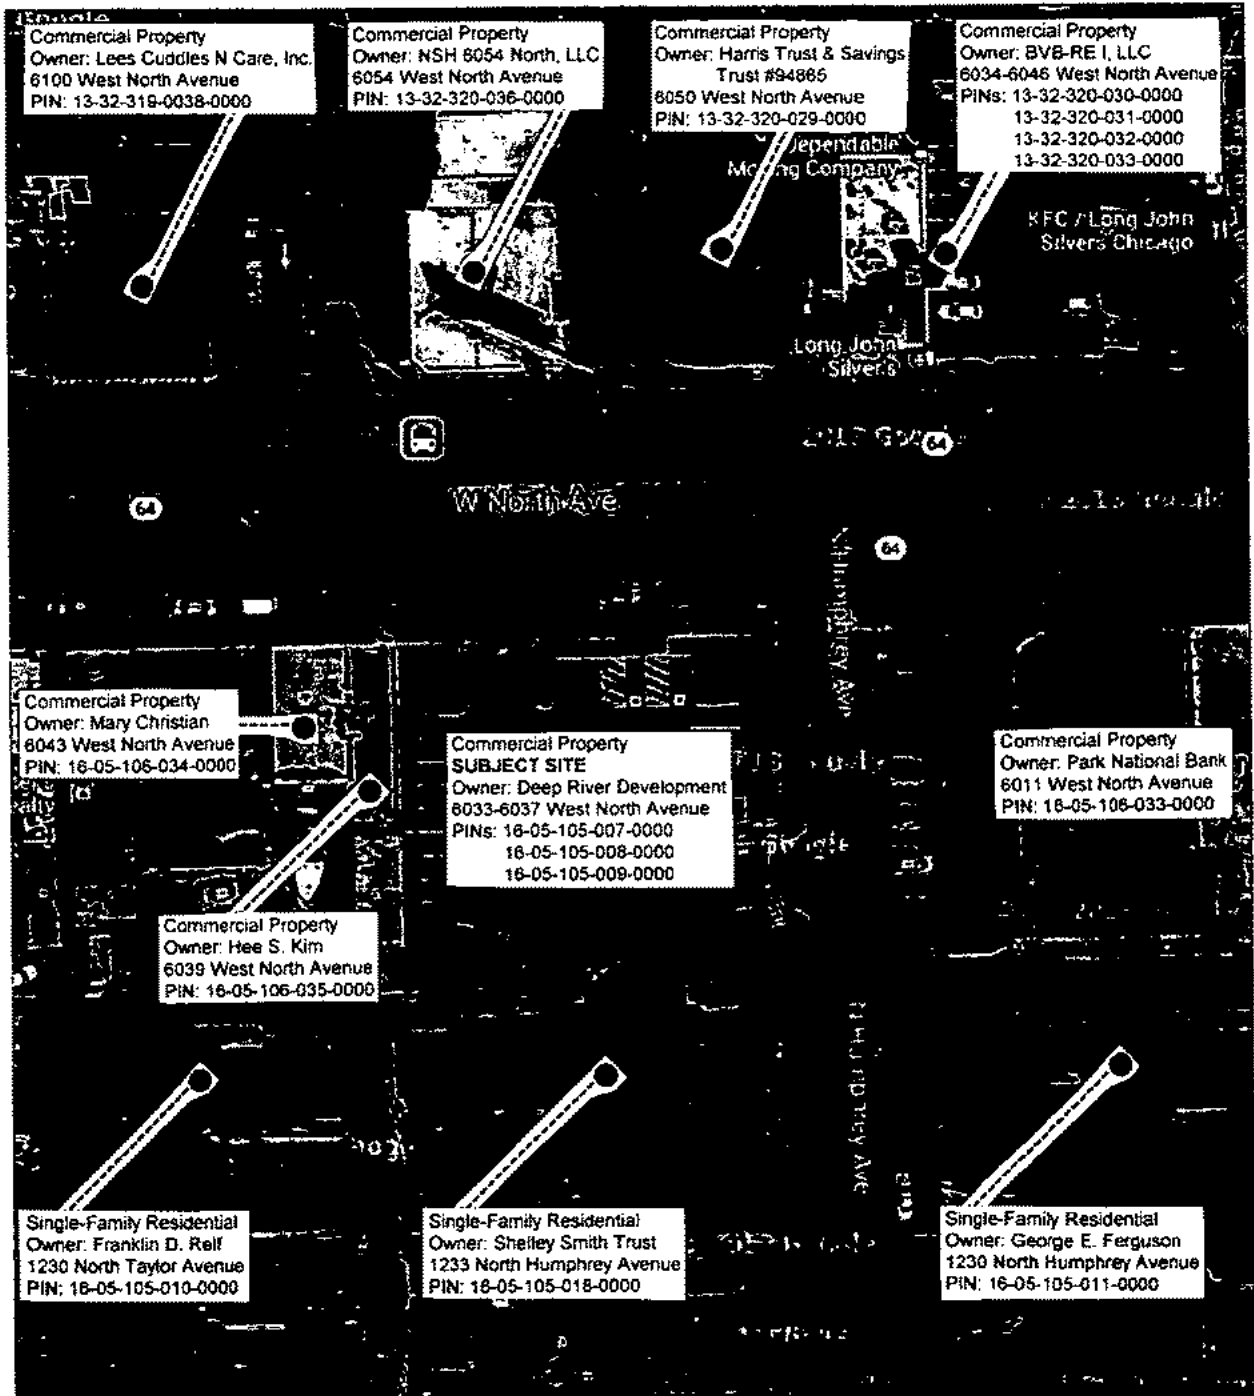 Commercial Property
Owner: Lees Cuddles N Care, Inc.
6100 West North Avenue
PIN: 13-32-319-0038-0000
Commercial Property
Owner: NSH 6054 North, LLC
6054 West North Avenue
PIN: 13-32-320-036-0000
Commercial Property
Owner: Harris Trust & Savings
Trust #94865
6050 West North Avenue
PIN: 13-32-320-029-0000
Commercial Property
Owner: BVB-RE I, LLC
6034-6046 West North Avenue
PINs: 13-32-320-030-0000
13-32-320-031-0000
13-32-320-032-0000
13-32-320-033-0000
Dependable
Moving Company
KFC / Long John
Silvers Chicago
Long John
Silver's
64
W North Ave
64
64
Humphrey Ave
Commercial Property
Owner: Mary Christian
6043 West North Avenue
PIN: 16-05-106-034-0000
Commercial Property
SUBJECT SITE
Owner: Deep River Development
6033-6037 West North Avenue
PINs: 16-05-105-007-0000
16-05-105-008-0000
16-05-105-009-0000
Commercial Property
Owner: Park National Bank
6011 West North Avenue
PIN: 16-05-106-033-0000
Commercial Property
Owner: Hee S. Kim
6039 West North Avenue
PIN: 16-05-106-035-0000
Humphrey Ave
Single-Family Residential
Owner: Franklin D. Relf
1230 North Taylor Avenue
PIN: 16-05-105-010-0000
Single-Family Residential
Owner: Shelley Smith Trust
1233 North Humphrey Avenue
PIN: 16-05-105-018-0000
Single-Family Residential
Owner: George E. Ferguson
1230 North Humphrey Avenue
PIN: 16-05-105-011-0000